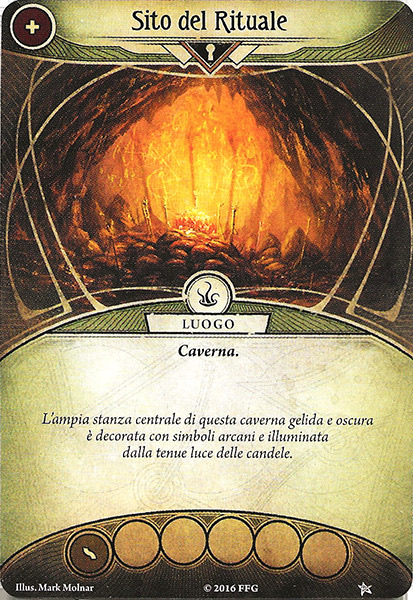 Sito del Rituale
LUOGO
Caverna.
L'ampia stanza centrale di questa caverna gelida e oscura
è decorata con simboli arcani e illuminata
dalla tenue luce delle candele.
Illus. Mark Molnar
© 2016 FFG